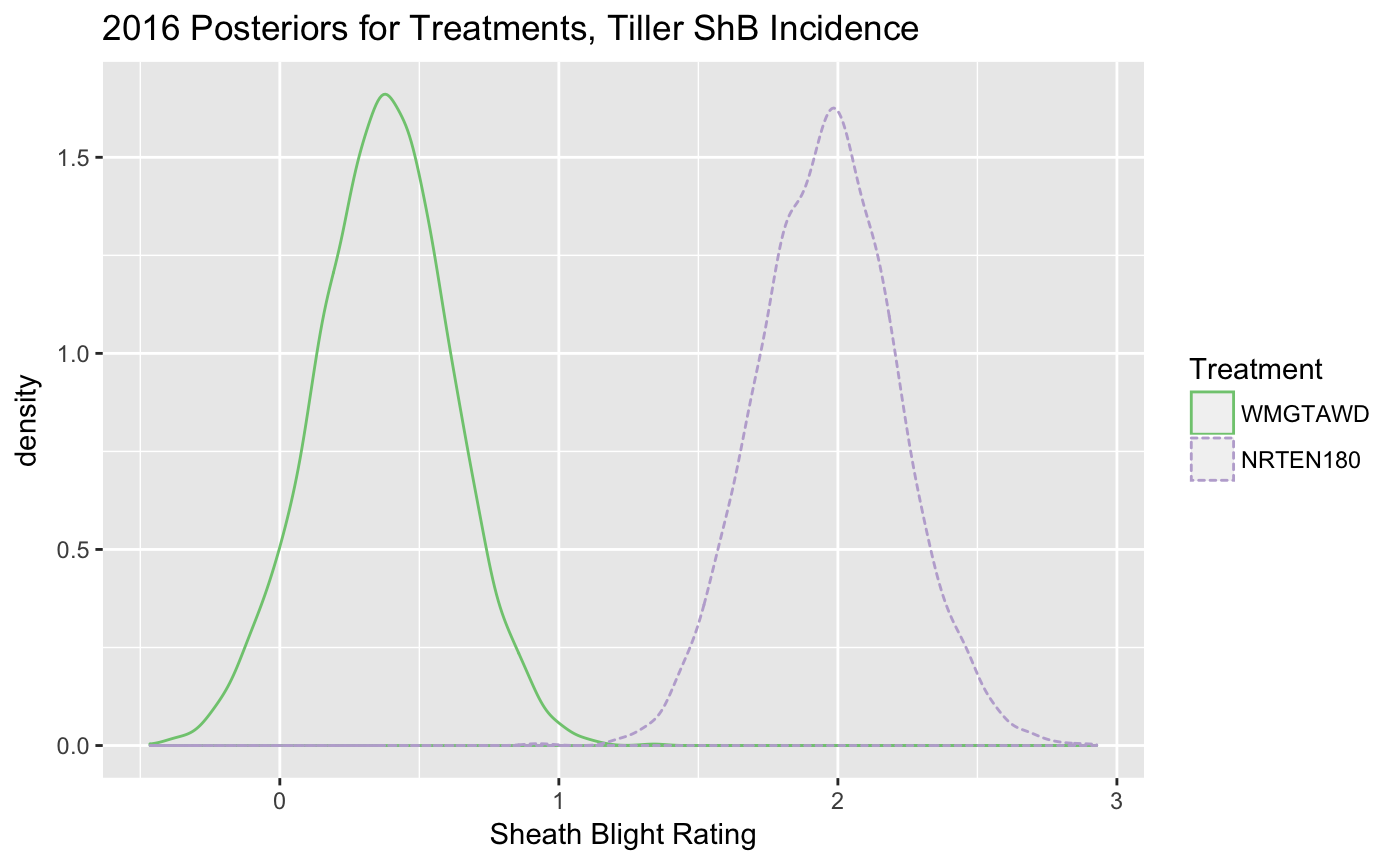 2016 Posteriors for Treatments, Tiller ShB Incidence
density
1.5
1.0
0.5
0.0
0 1 2 3
Sheath Blight Rating
Treatment
WMGTAWD
NRTEN180